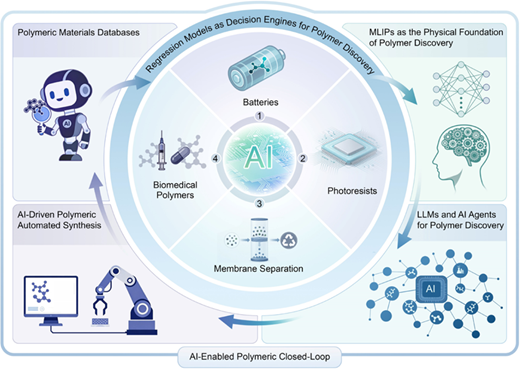 Polymeric Materials Databases
Regression Models as Decision Engines for Polymer Discovery
MLIPs as the Physical Foundation
of Polymer Discovery
AI
Batteries
1
AI
2
3
4
Photoresists
Biomedical
Polymers
Membrane Separation
AI-Driven Polymeric
Automated Synthesis
LLMs and AI Agents
for Polymer Discovery
AI
AI-Enabled Polymeric Closed-Loop